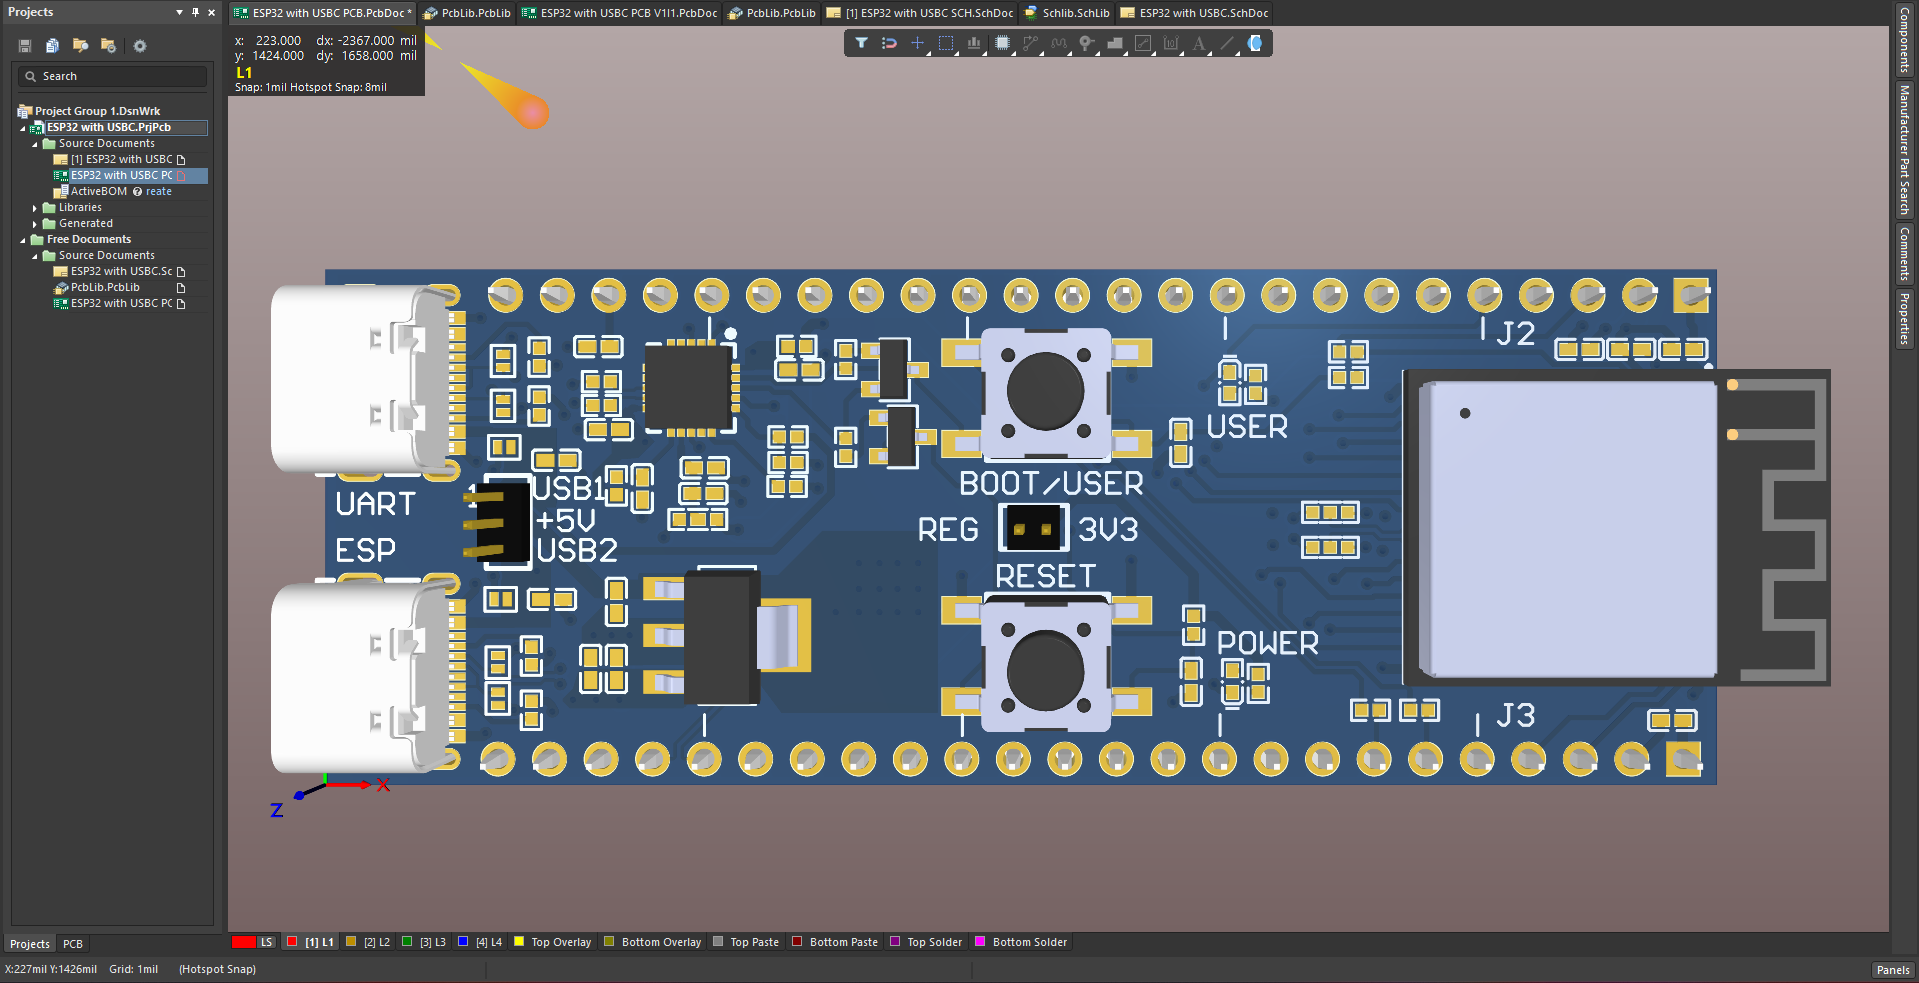 Projects
ESP32 with USBC PCB.PcbDoc *
PcbLib.PcbLib
ESP32 with USBC PCB V1I1.PcbDoc
PcbLib.PcbLib
[1] ESP32 with USBC SCH.SchDoc
Schlib.SchLib
ESP32 with USBC.SchDoc
x: 223.000 dx: -2367.000 mil
y: 1424.000 dy: 1658.000 mil
L1
Snap: 1mil Hotspot Snap: 8mil
Search
Project Group 1.DsnWrk
ESP32 with USBC.PrjPcb
Source Documents
[1] ESP32 with USBC
ESP32 with USBC PC
ActiveBOM reate
Libraries
Generated
Free Documents
Source Documents
ESP32 with USBC.Sc
PcbLib.PcbLib
ESP32 with USBC PC
Components
Manufacturer Part Search
Comments
Properties
J2
USER
BOOT/USER
UART
1
USB1
+5V
ESP
USB2
REG
3V3
RESET
POWER
J3
X
Z
Projects
PCB
LS
[1] L1
[2] L2
[3] L3
[4] L4
Top Overlay
Bottom Overlay
Top Paste
Bottom Paste
Top Solder
Bottom Solder
X:227mil Y:1426mil Grid: 1mil (Hotspot Snap)
Panels